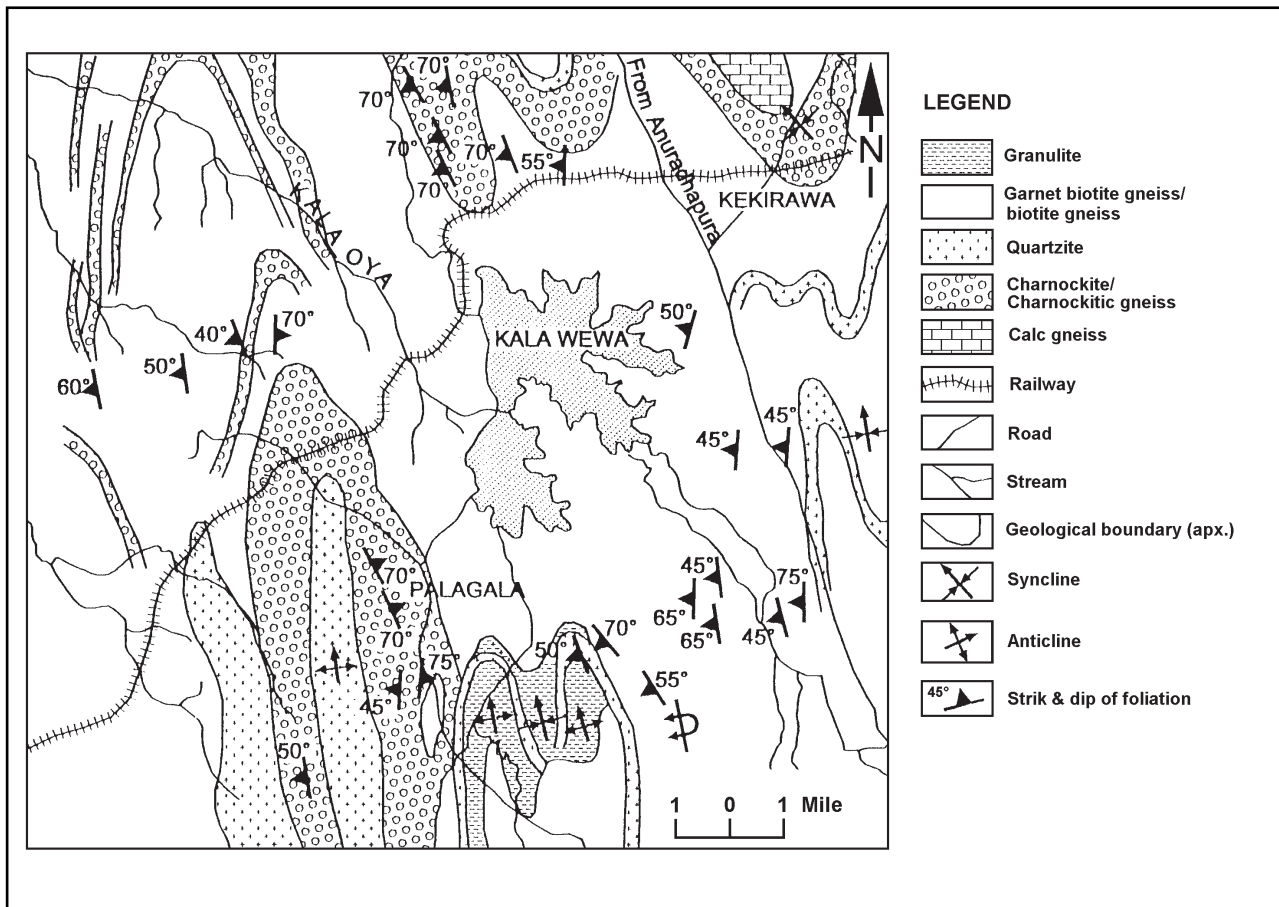 70°
70°
70°
70°
55°
70°
From Anuradhapura
N
KEKIRAWA
KALA OYA
KALA WEWA
50°
40°
70°
50°
60°
45°
45°
70°
PALAGALA
70°
45°
75°
65°
65°
45°
75°
50°
70°
45°
55°
50°
1 0 1 Mile
LEGEND
Granulite
Garnet biotite gneiss/
biotite gneiss
Quartzite
Charnockite/
Charnockitic gneiss
Calc gneiss
Railway
Road
Stream
Geological boundary (apx.)
Syncline
Anticline
45°
Strik & dip of foliation